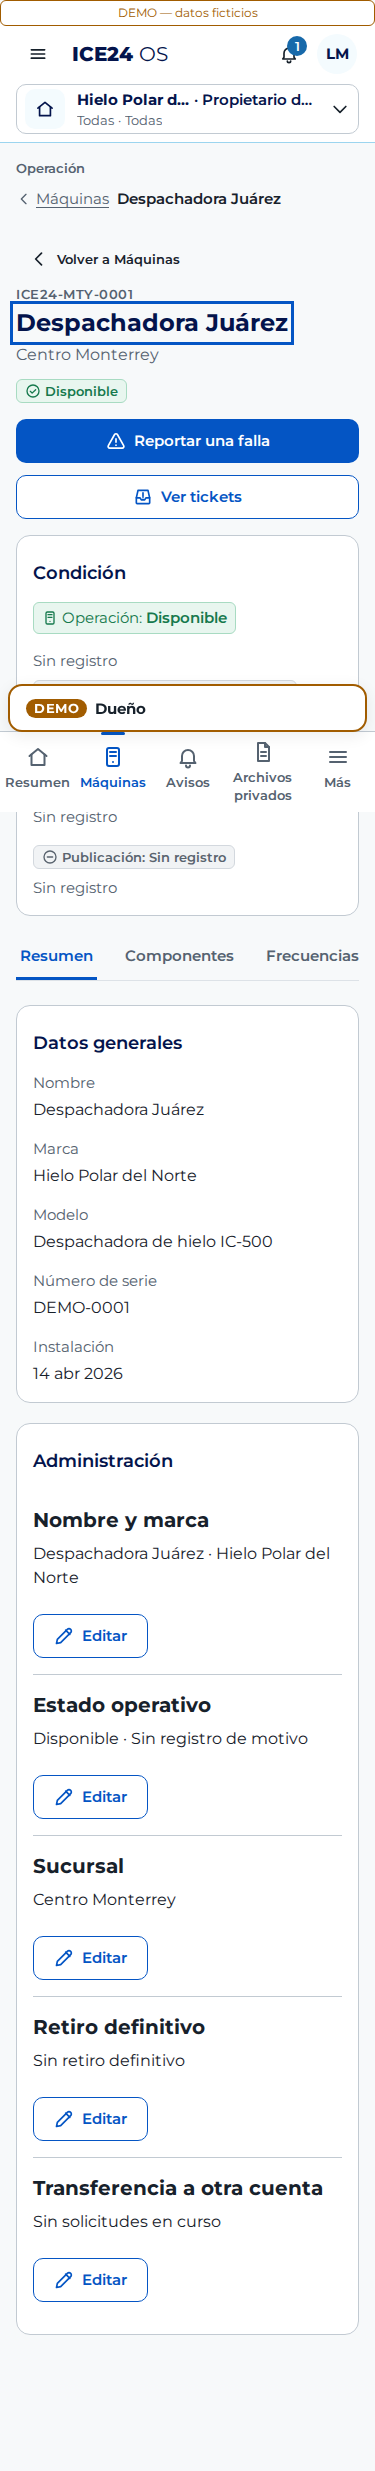 DEMO — datos ficticios
ICE24 OS
1
LM
Hielo Polar d... · Propietario d...
Todas · Todas
Operación
Máquinas Despachadora Juárez
Volver a Máquinas
ICE24-MTY-0001
Despachadora Juárez
Centro Monterrey
Disponible
Reportar una falla
Ver tickets
Condición
Operación: Disponible
Sin registro
DEMO Dueño
Resumen
Máquinas
Avisos
Archivos privados
Más
Sin registro
Publicación: Sin registro
Sin registro
Resumen Componentes Frecuencias
Datos generales
Nombre
Despachadora Juárez
Marca
Hielo Polar del Norte
Modelo
Despachadora de hielo IC-500
Número de serie
DEMO-0001
Instalación
14 abr 2026
Administración
Nombre y marca
Despachadora Juárez · Hielo Polar del
Norte
Editar
Estado operativo
Disponible · Sin registro de motivo
Editar
Sucursal
Centro Monterrey
Editar
Retiro definitivo
Sin retiro definitivo
Editar
Transferencia a otra cuenta
Sin solicitudes en curso
Editar